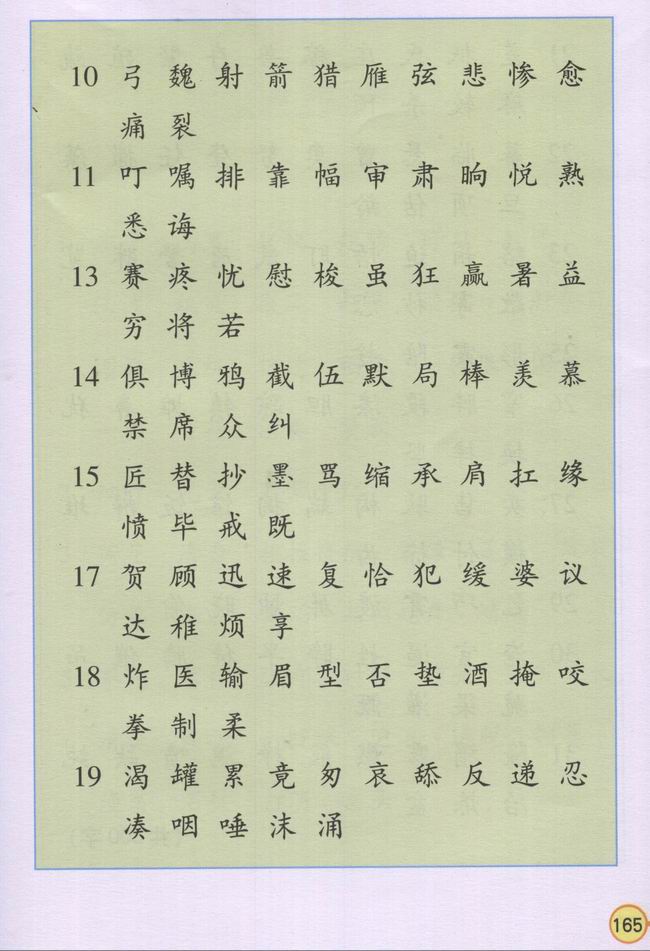 10 弓 魏 射 箭 猎 雁 弦 悲 惨 愈
痛 裂
11 叮 嘱 排 靠 幅 审 肃 晌 悦 熟
悉 诲
13 赛 疼 忧 慰 梭 虽 狂 赢 暑 益
穷 将 若
14 俱 博 鸦 截 伍 默 局 棒 羡 慕
禁 席 众 纠
15 匠 替 抄 墨 骂 缩 承 肩 扛 缘
愤 毕 戒 既
17 贺 顾 迅 速 复 恰 犯 缓 婆 议
达 稚 烦 享
18 炸 医 输 眉 型 否 垫 酒 掩 咬
拳 制 柔
19 渴 罐 累 竟 匆 哀 舔 反 递 忍
凑 咽 唾 沫 涌
165